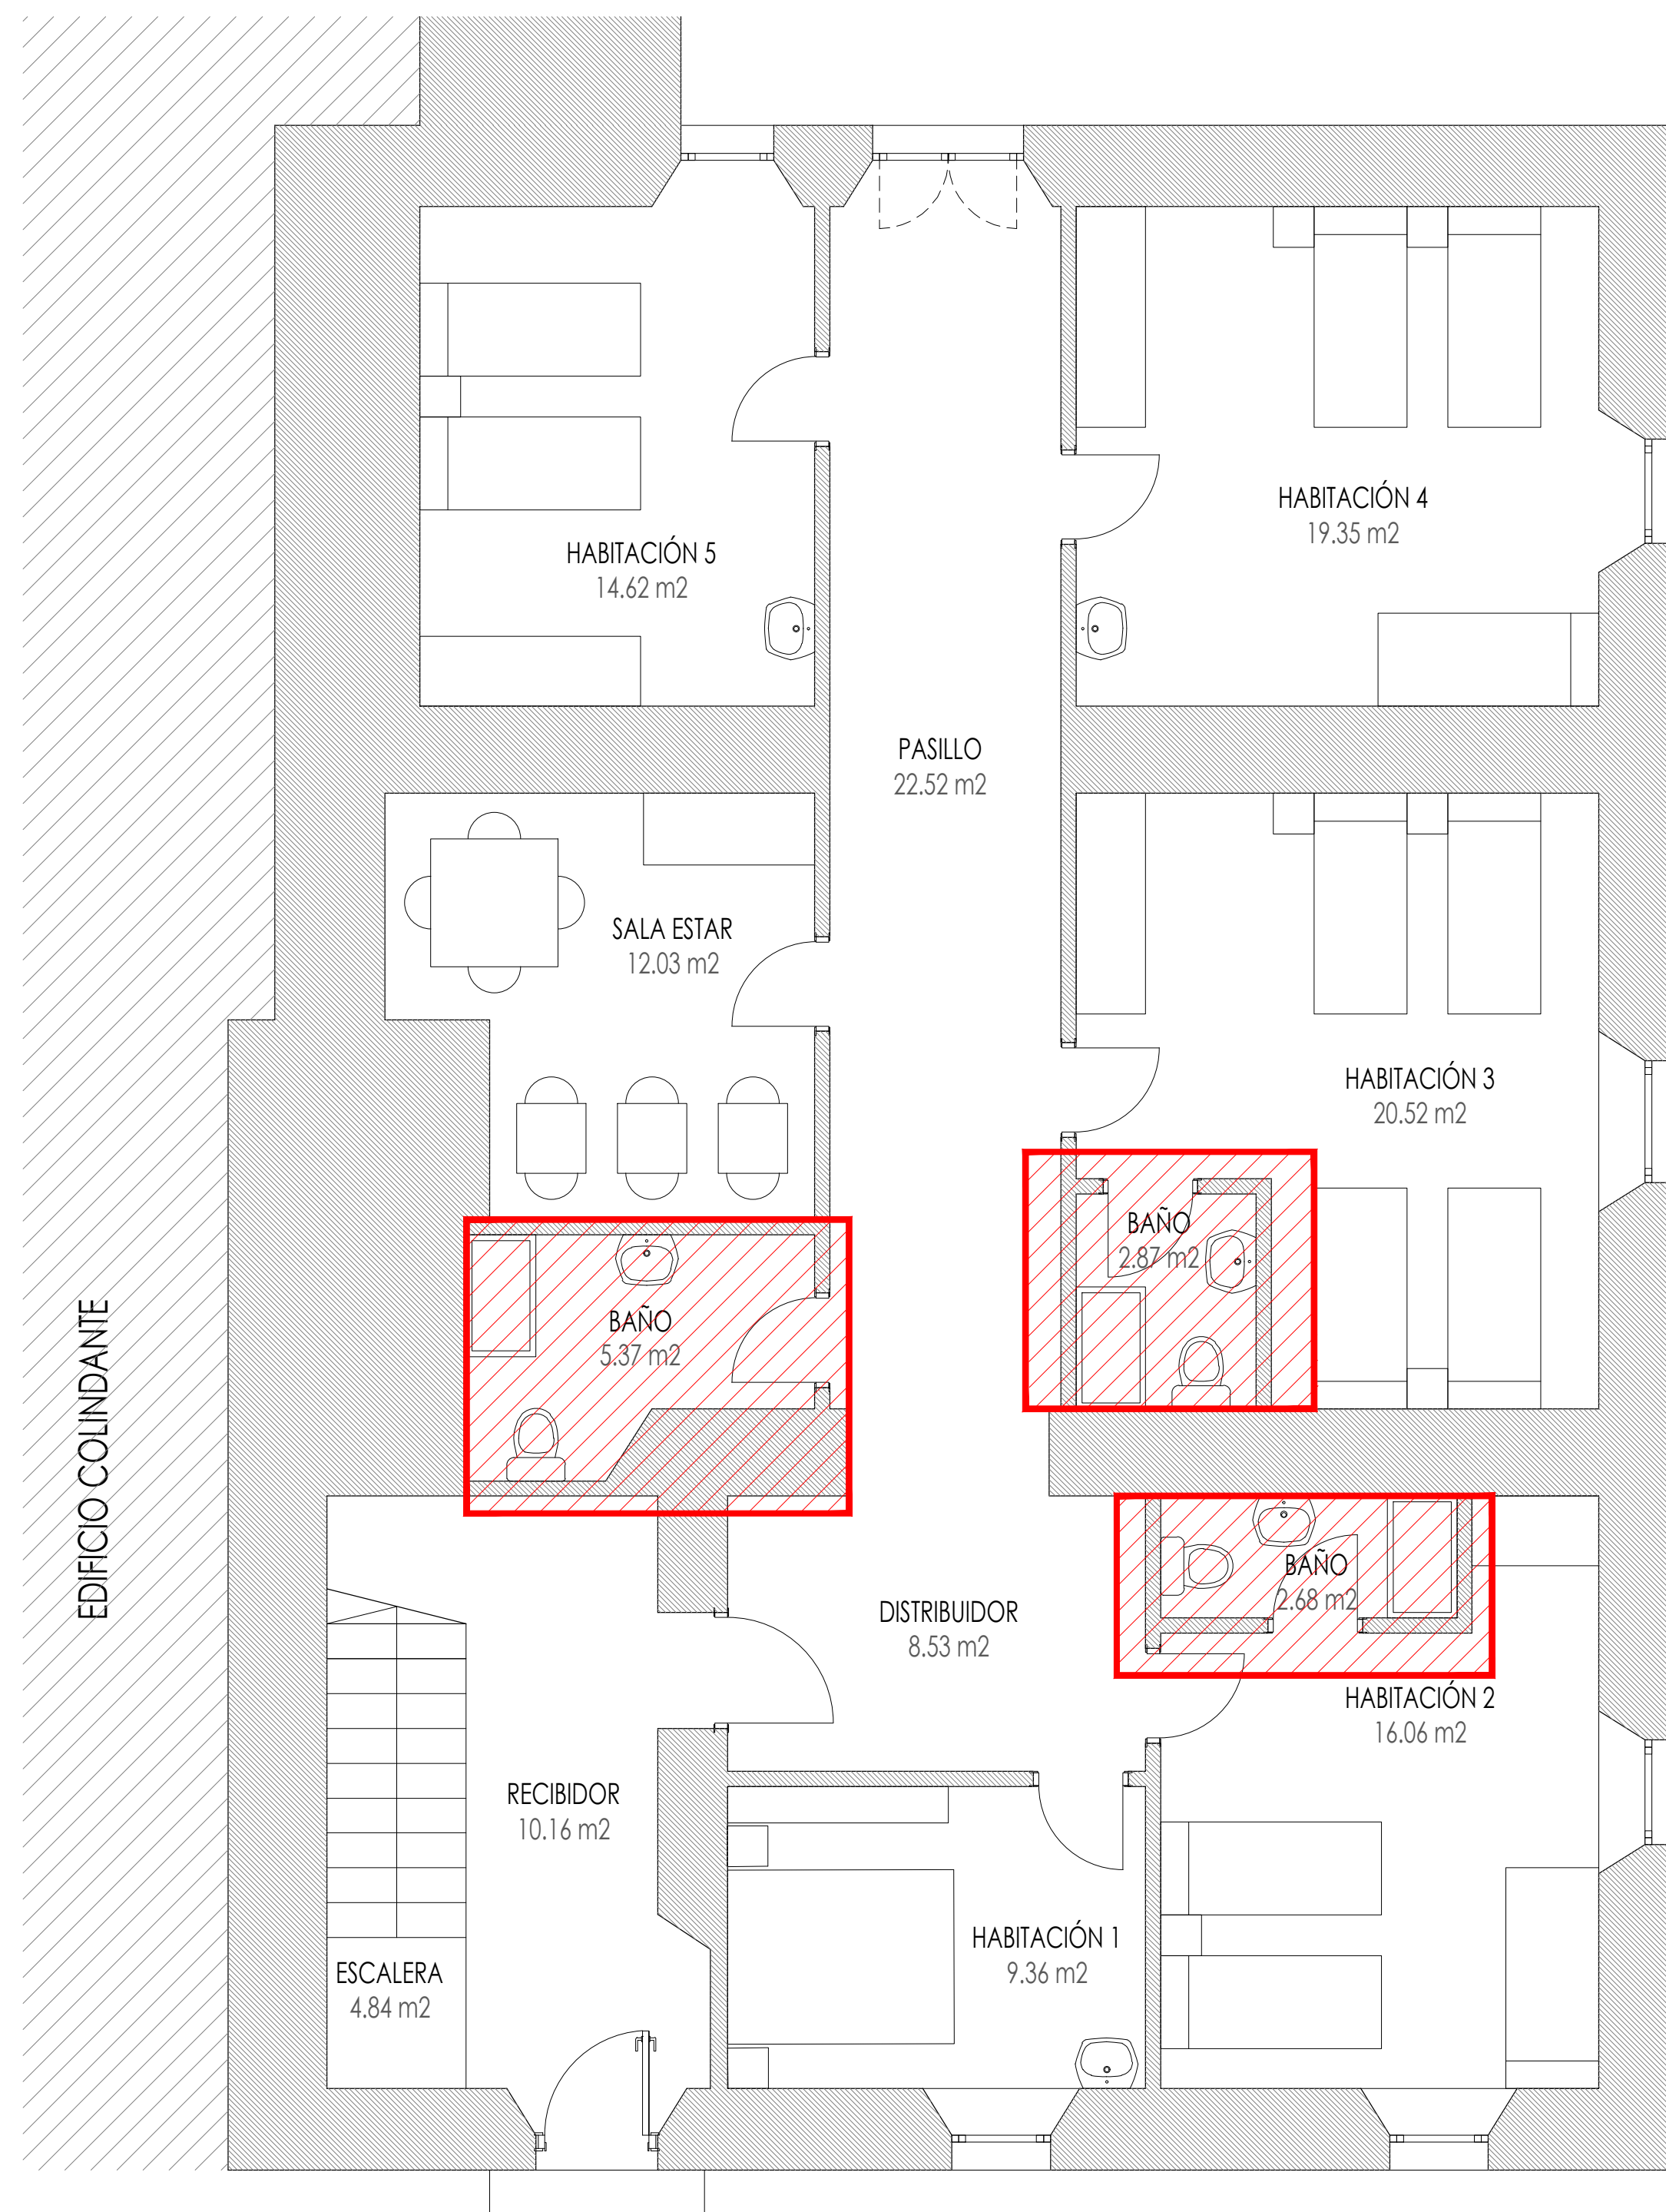 HABITACIÓN 4
19.35 m2
HABITACIÓN 5
14.62 m2
PASILLO
22.52 m2
SALA ESTAR
12.03 m2
HABITACIÓN 3
20.52 m2
BAÑO
2.87 m2
BAÑO
5.37 m2
EDIFICIO COLINDANTE
BAÑO
2.68 m2
DISTRIBUIDOR
8.53 m2
HABITACIÓN 2
16.06 m2
RECIBIDOR
10.16 m2
HABITACIÓN 1
9.36 m2
ESCALERA
4.84 m2